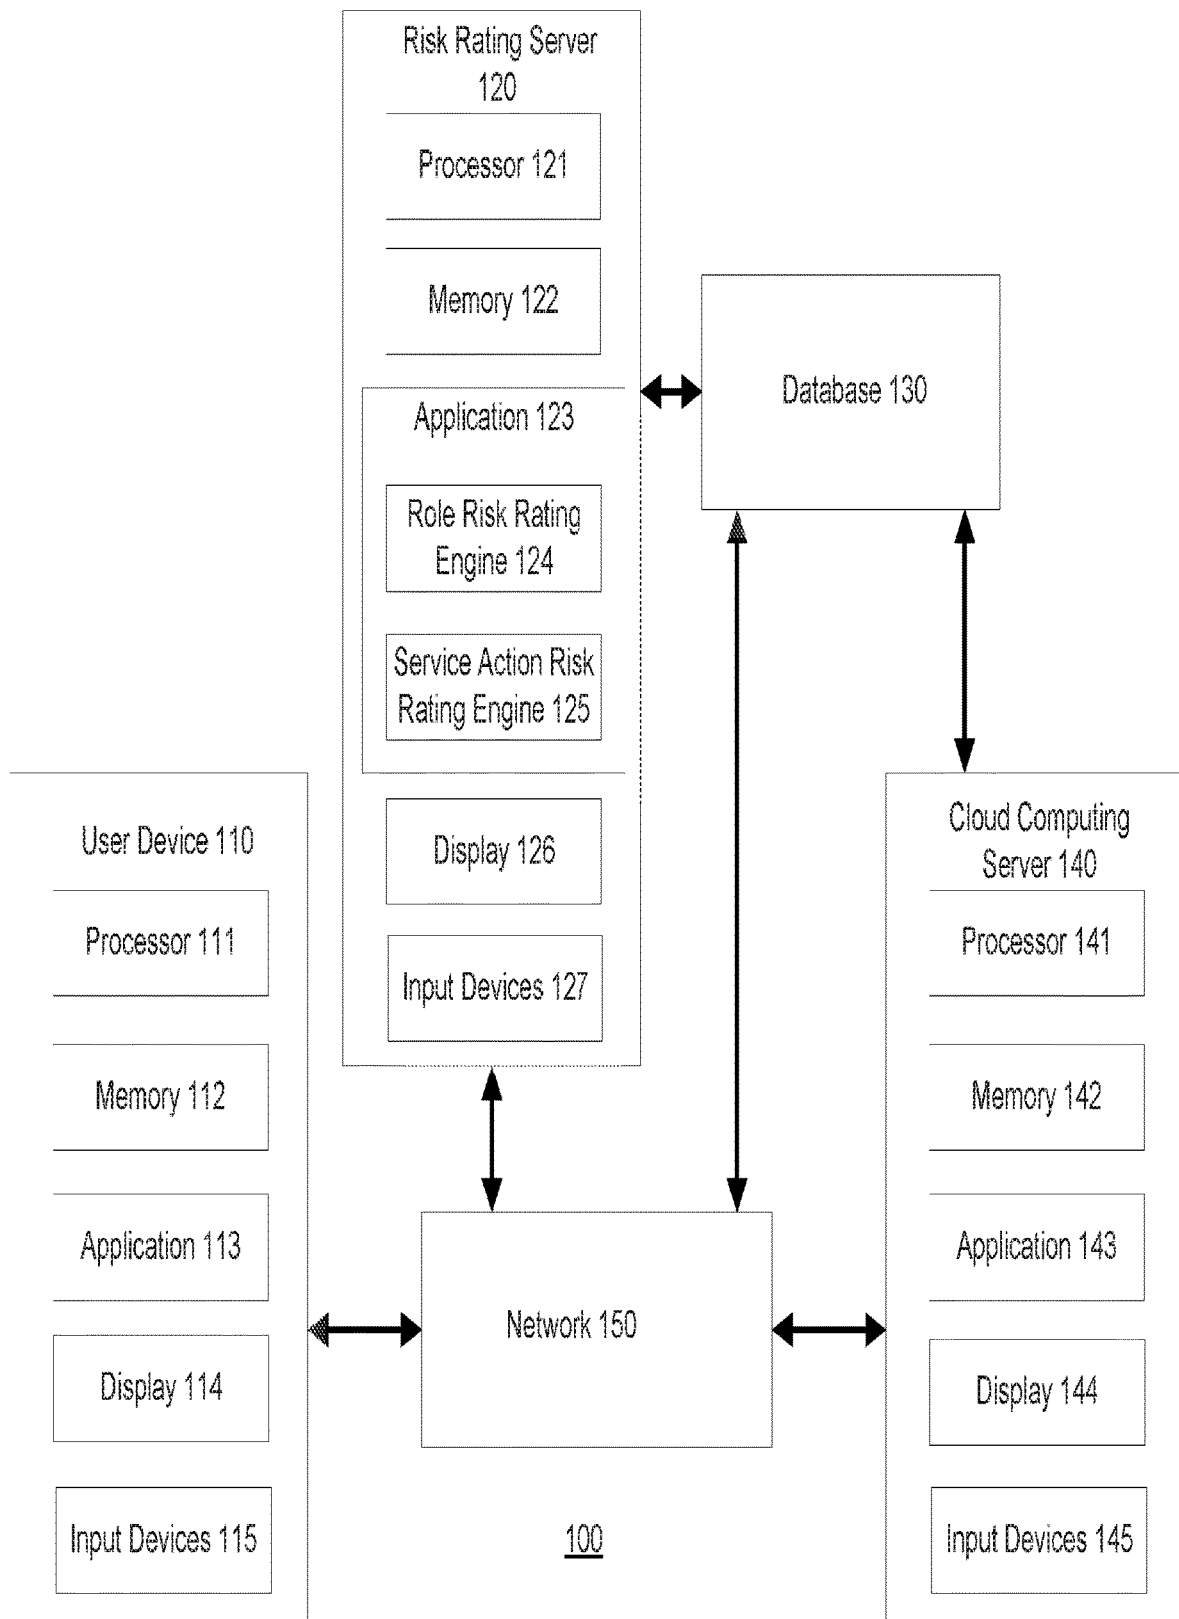 Risk Rating Server
120
Processor 121
Memory 122
Application 123
Role Risk Rating
Engine 124
Service Action Risk
Rating Engine 125
Display 126
Input Devices 127
Database 130
User Device 110
Processor 111
Memory 112
Application 113
Display 114
Input Devices 115
Network 150
Cloud Computing
Server 140
Processor 141
Memory 142
Application 143
Display 144
Input Devices 145
100